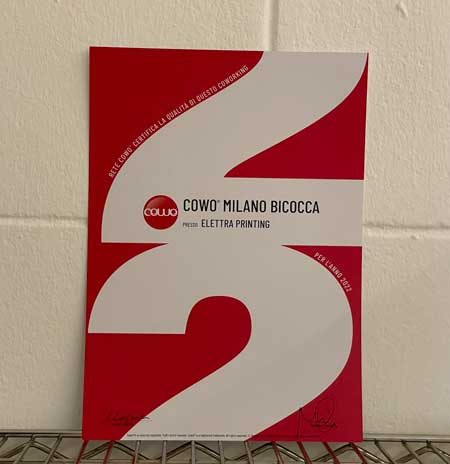 RETE COWO® CERTIFICA LA QUALITÀ DI QUESTO COWORKING
COWO
COWO® MILANO BICOCCA
PRESSO ELETTRA PRINTING
PER L'ANNO 2022